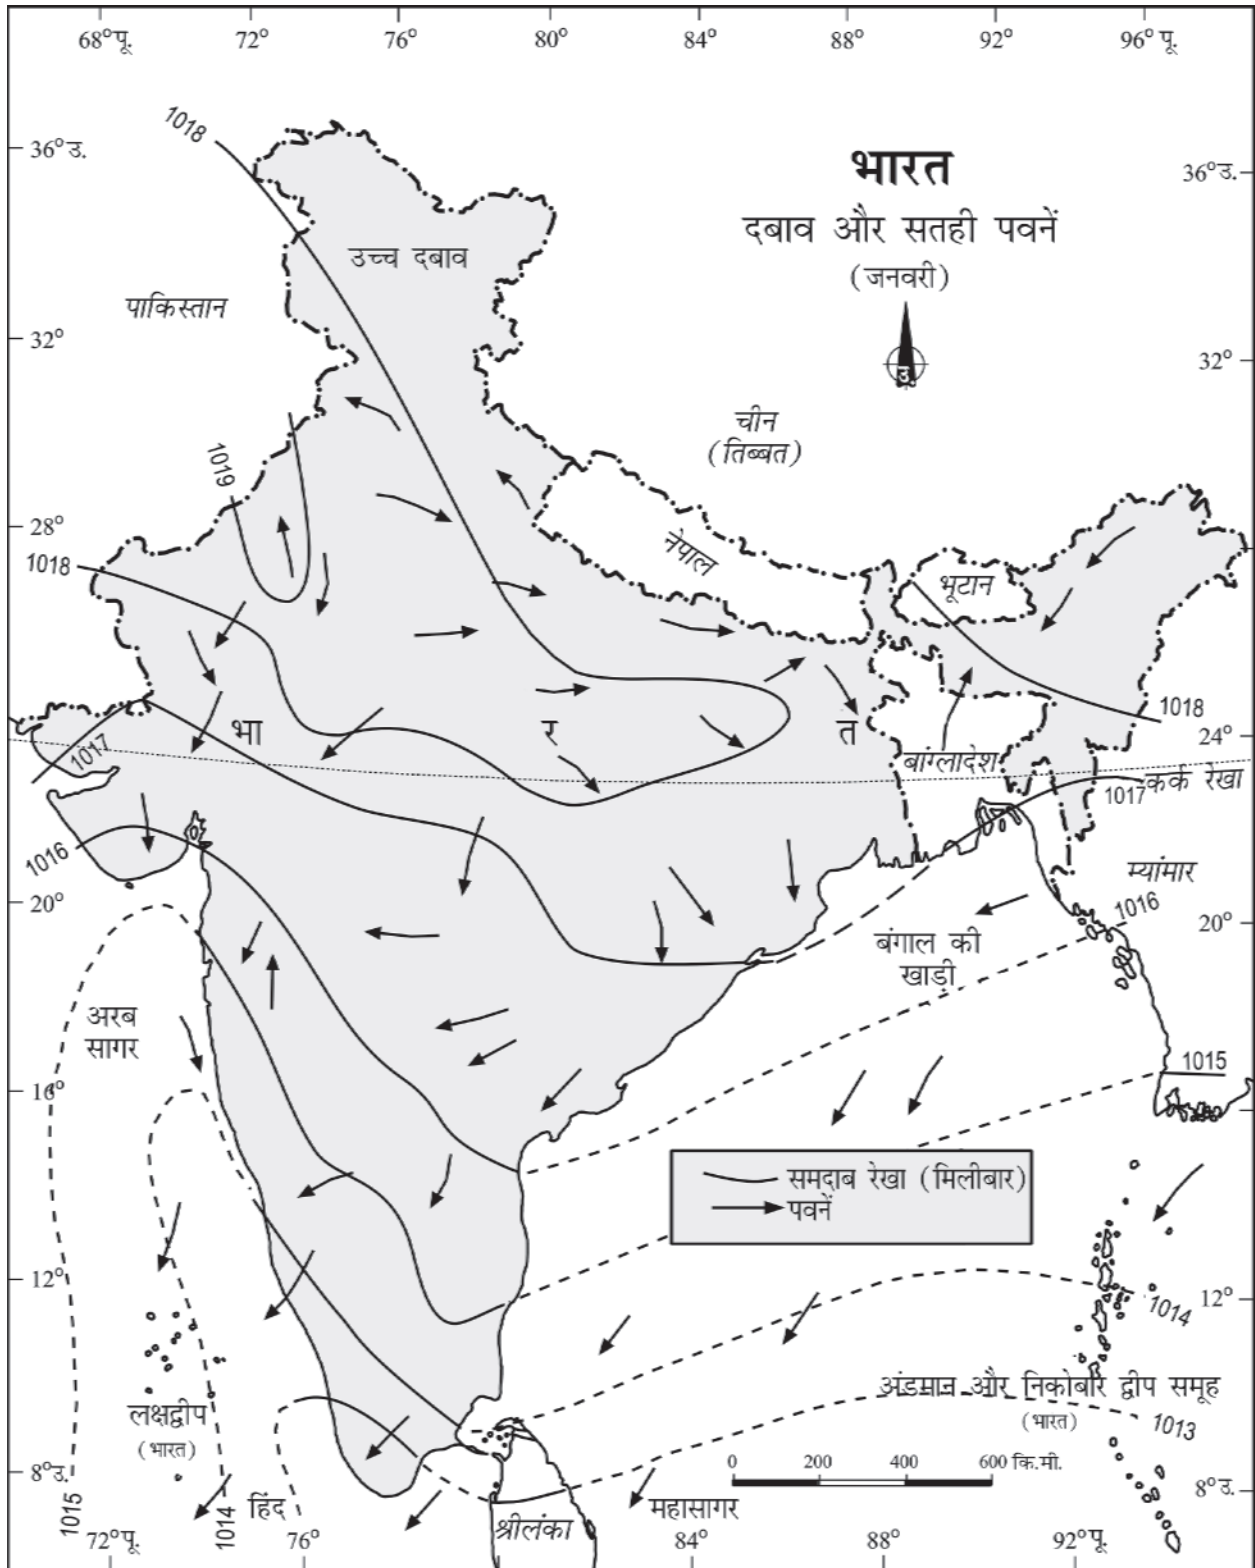 68°पू.
72°
76°
80°
84°
88°
92°
96° पू.
1018
36°उ.
भारत
36°उ.
दबाव और सतही पवनें
उच्च दबाव
(जनवरी)
पाकिस्तान
32°
32°
उ
चीन
(तिब्बत)
1019
28°
नेपाल
1018
भूटान
भा
र
त
1018
24°
1017
बांग्लादेश
1017
कर्क रेखा
1016
म्यांमार
20°
1016
20°
बंगाल की
खाड़ी
अरब
सागर
1015
16°
समदाब रेखा (मिलीबार)
पवनें
12°
12°
1014
अंडमान और निकोबार द्वीप समूह
(भारत)
1013
लक्षद्वीप
(भारत)
0
200
400
600 कि.मी.
8°उ.
8°उ.
1015
1014
हिंद
श्रीलंका
महासागर
72°पू.
76°
84°
88°
92°पू.